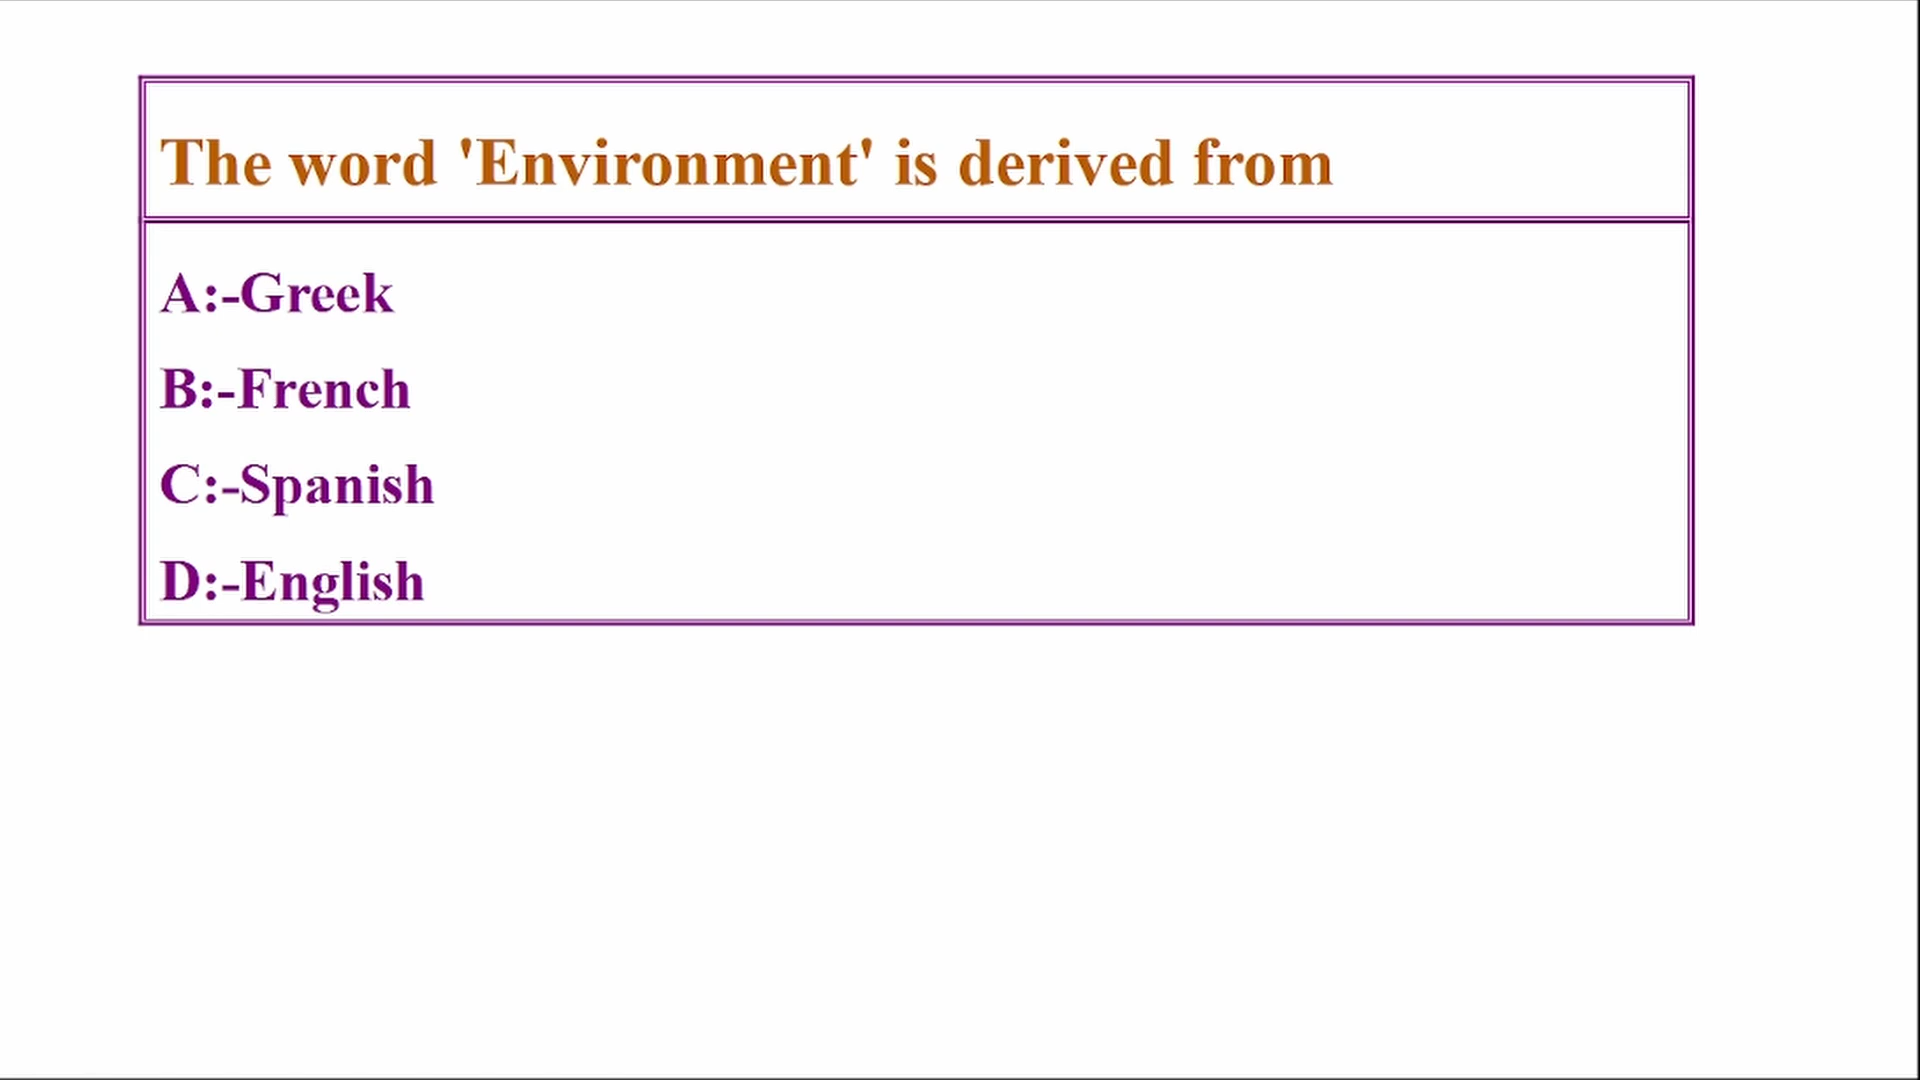 The word 'Environment' is derived from
A:-Greek
B:-French
C:-Spanish
D:-English